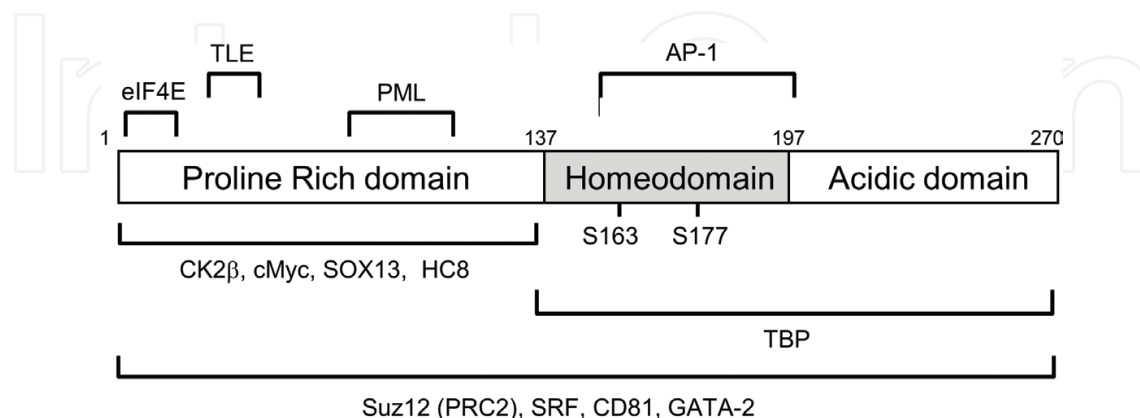 TLE
AP-1
eIF4E
PML
1
137
197
270
Proline Rich domain
Homeodomain
Acidic domain
S163
S177
CK2β, cMyc, SOX13, HC8
TBP
Suz12 (PRC2), SRF, CD81, GATA-2